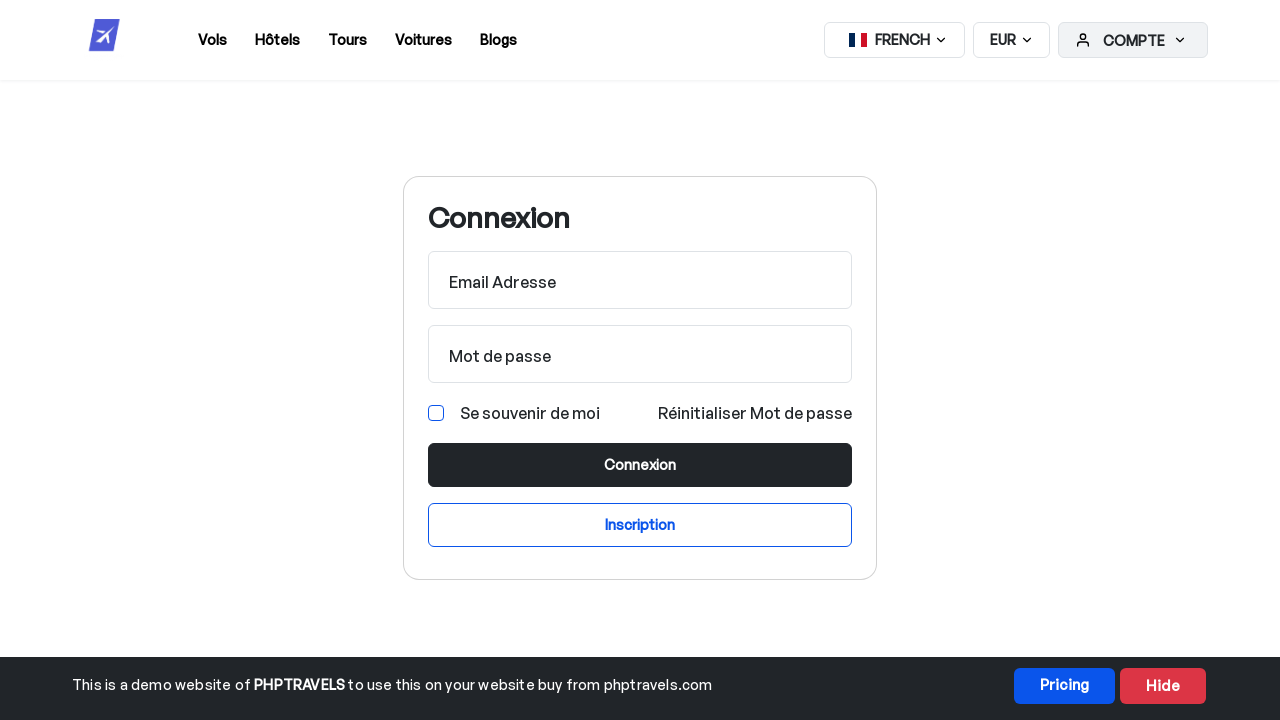 Vols Hôtels Tours Voitures Blogs FRENCH EUR COMPTE
Connexion
Email Adresse
Mot de passe
Se souvenir de moi Réinitialiser Mot de passe
Connexion
Inscription
This is a demo website of PHPTRAVELS to use this on your website buy from phptravels.com Pricing Hide